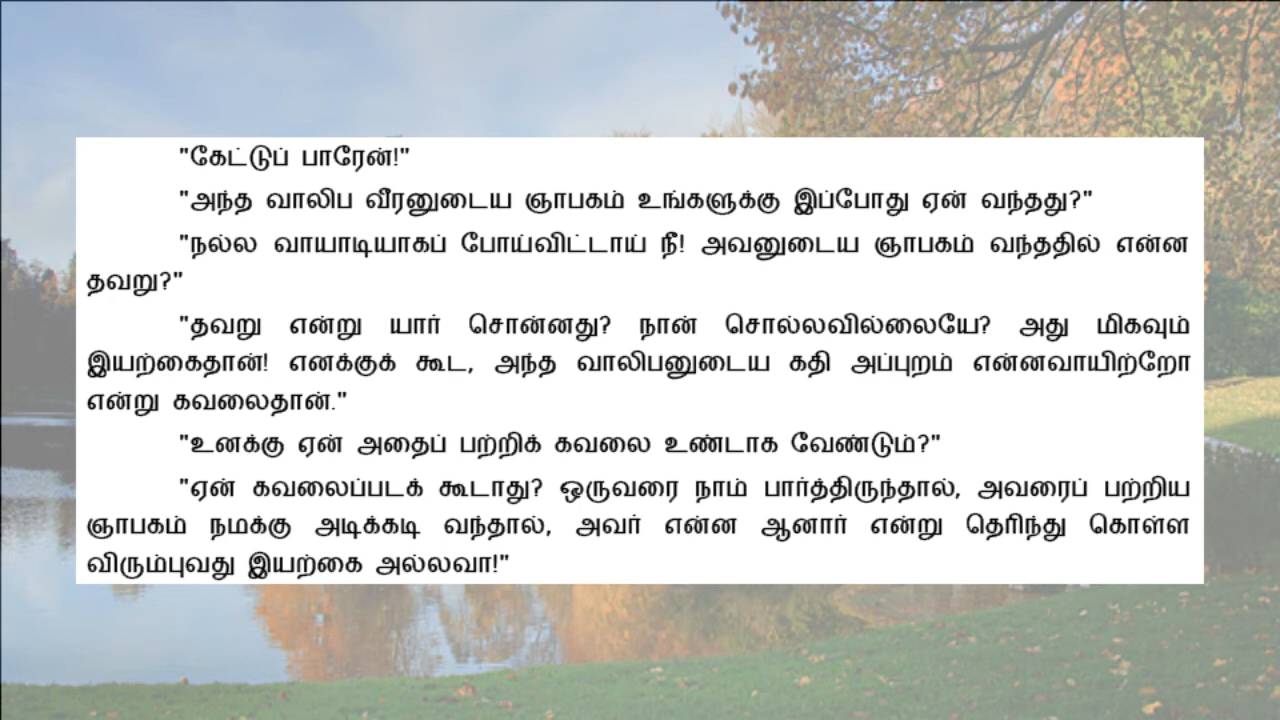 "கேட்டுப் பாரேன்!"
"அந்த வாலிப வீரனுடைய ஞாபகம் உங்களுக்கு இப்போது ஏன் வந்தது?"
"நல்ல வாயாடியாகப் போய்விட்டாய் நீ! அவனுடைய ஞாபகம் வந்ததில் என்ன
தவறு?"
"தவறு என்று யார் சொன்னது? நான் சொல்லவில்லையே? அது மிகவும்
இயற்கைதான்! எனக்குக் கூட, அந்த வாலிபனுடைய கதி அப்புறம் என்னவாயிற்றோ
என்று கவலைதான்."
"உனக்கு ஏன் அதைப் பற்றிக் கவலை உண்டாக வேண்டும்?"
"ஏன் கவலைப்படக் கூடாது? ஒருவரை நாம் பார்த்திருந்தால், அவரைப் பற்றிய
ஞாபகம் நமக்கு அடிக்கடி வந்தால், அவர் என்ன ஆனார் என்று தெரிந்து கொள்ள
விரும்புவது இயற்கை அல்லவா!"